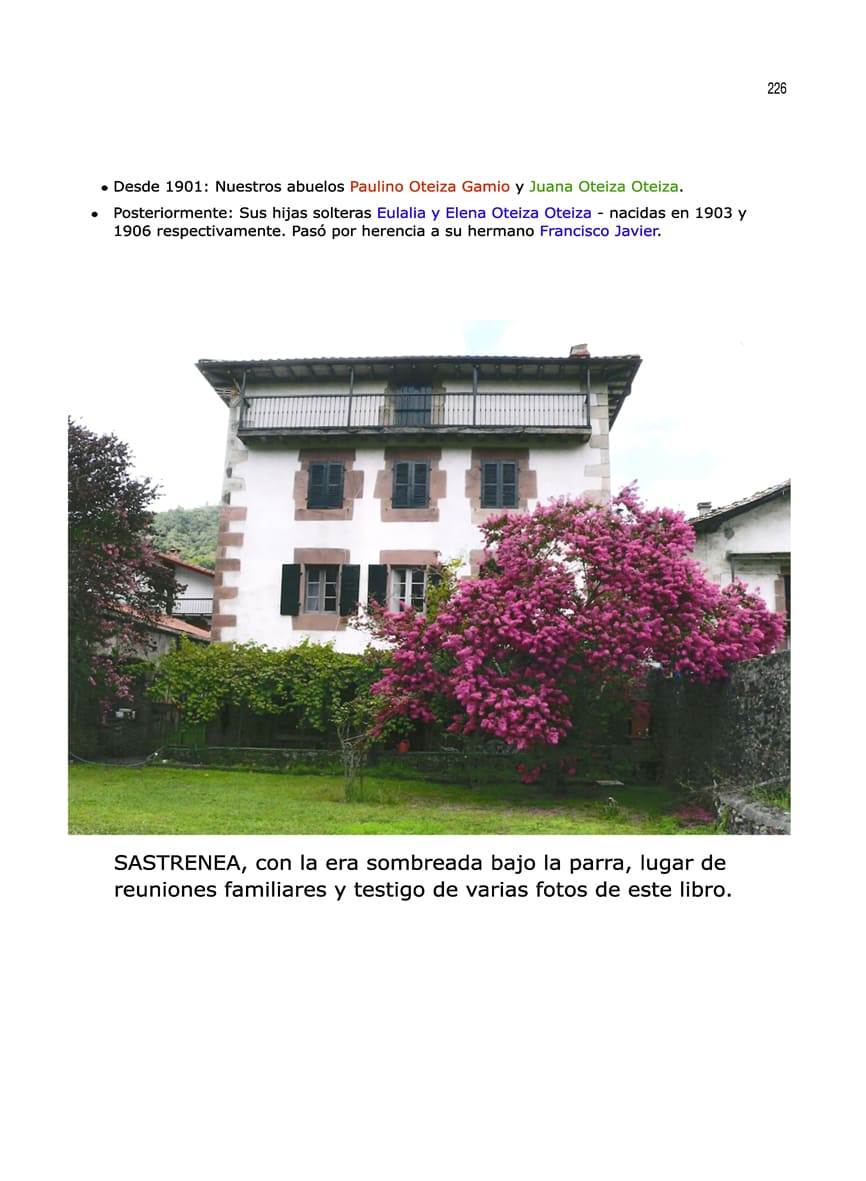 226
• Desde 1901: Nuestros abuelos Paulino Oteiza Gamio y Juana Oteiza Oteiza.
• Posteriormente: Sus hijas solteras Eulalia y Elena Oteiza Oteiza - nacidas en 1903 y
1906 respectivamente. Pasó por herencia a su hermano Francisco Javier.
SASTRENEA, con la era sombreada bajo la parra, lugar de
reuniones familiares y testigo de varias fotos de este libro.